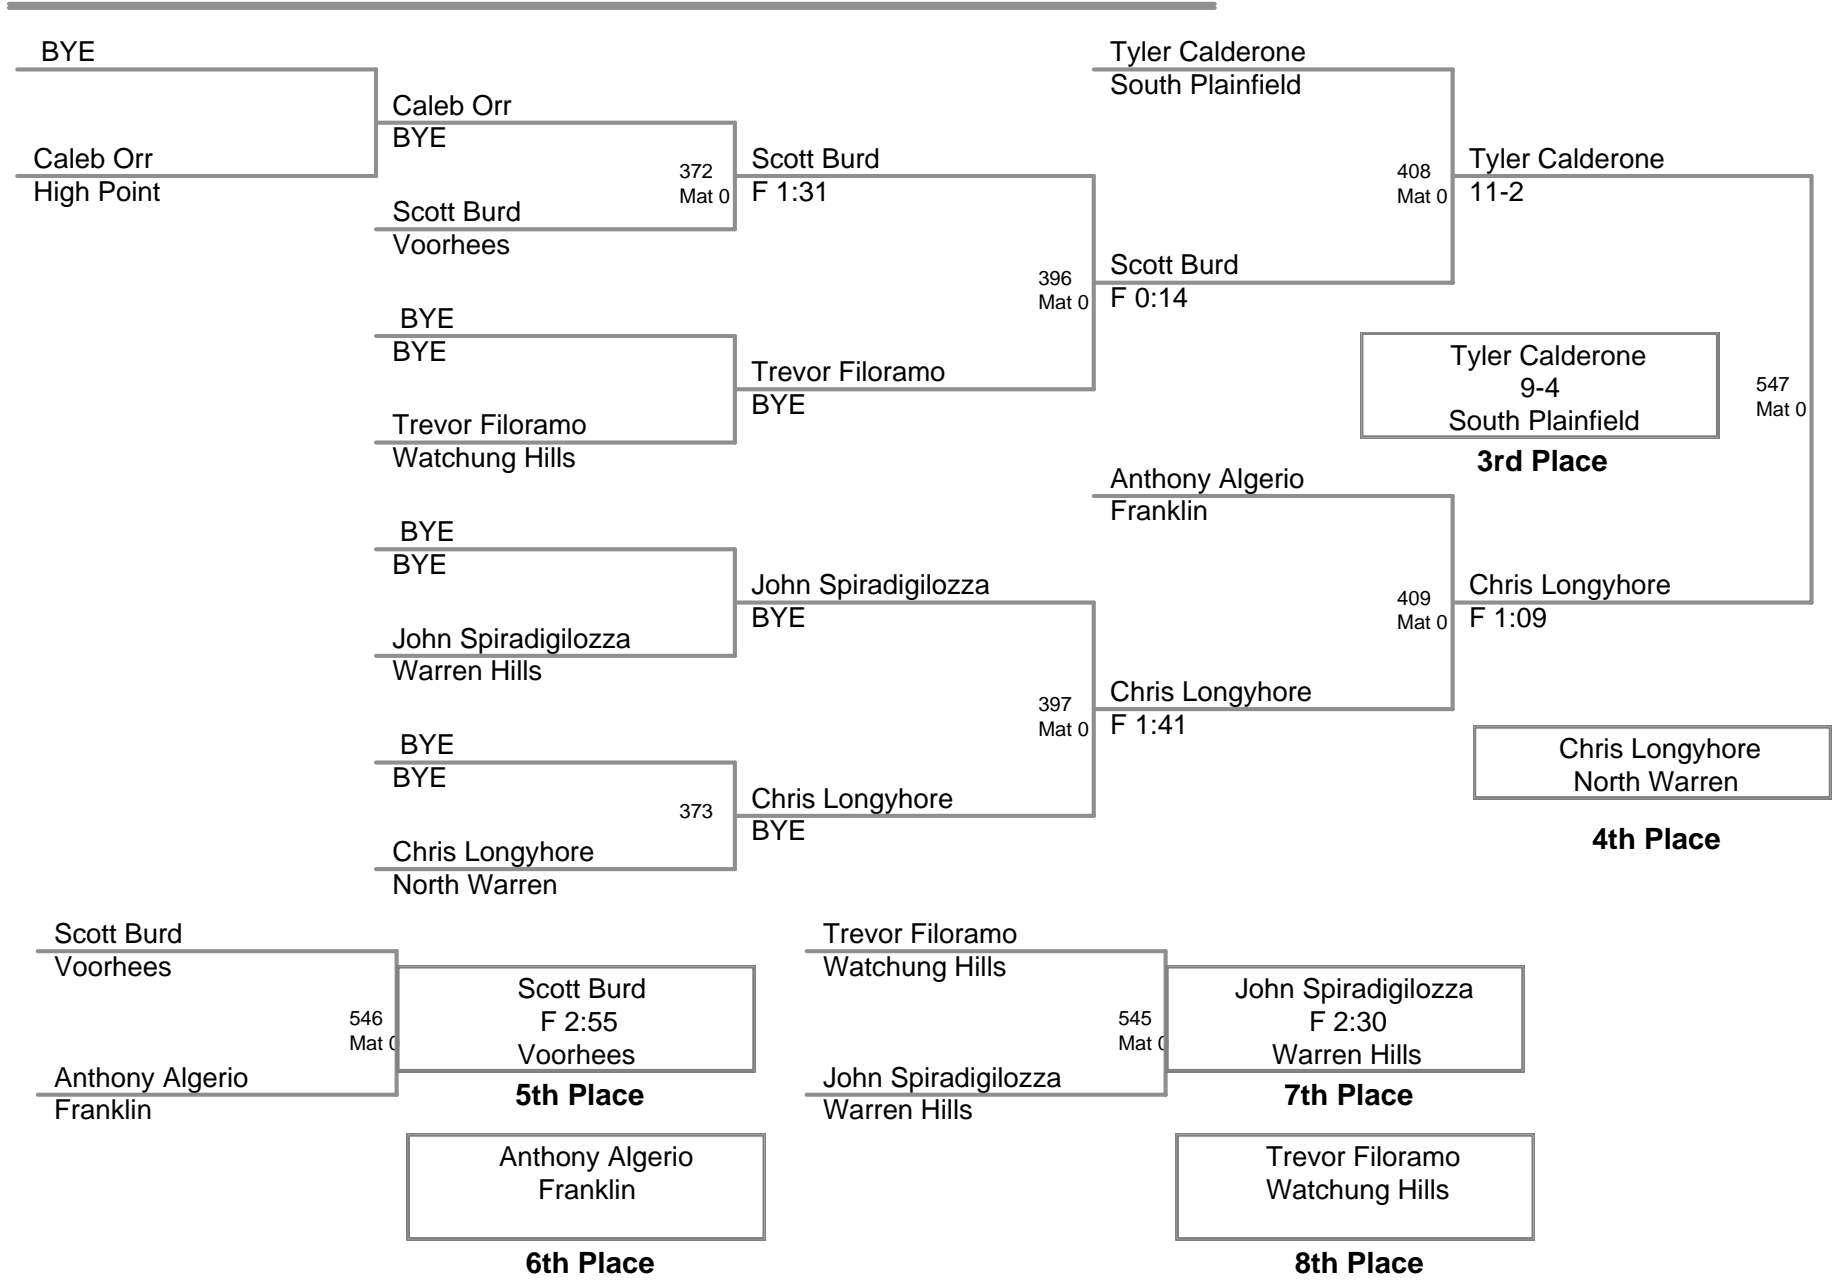 BYE
Caleb Orr
High Point
Caleb Orr
BYE
372
Mat 0
Scott Burd
Voorhees
BYE
BYE
Trevor Filoramo
Watchung Hills
BYE
BYE
John Spiradigilozza
Warren Hills
BYE
BYE
373
Chris Longyhore
North Warren
Scott Burd
F 1:31
396
Mat 0
Trevor Filoramo
BYE
John Spiradigilozza
BYE
397
Mat 0
Chris Longyhore
BYE
Tyler Calderone
South Plainfield
408
Mat 0
Scott Burd
F 0:14
Anthony Algerio
Franklin
409
Mat 0
Chris Longyhore
F 1:41
Tyler Calderone
11-2
547
Mat 0
Chris Longyhore
F 1:09
Tyler Calderone
9-4
South Plainfield
3rd Place
Chris Longyhore
North Warren
4th Place
Scott Burd
Voorhees
546
Mat 0
Anthony Algerio
Franklin
Scott Burd
F 2:55
Voorhees
5th Place
Anthony Algerio
Franklin
6th Place
Trevor Filoramo
Watchung Hills
545
Mat 0
John Spiradigilozza
Warren Hills
John Spiradigilozza
F 2:30
Warren Hills
7th Place
Trevor Filoramo
Watchung Hills
8th Place